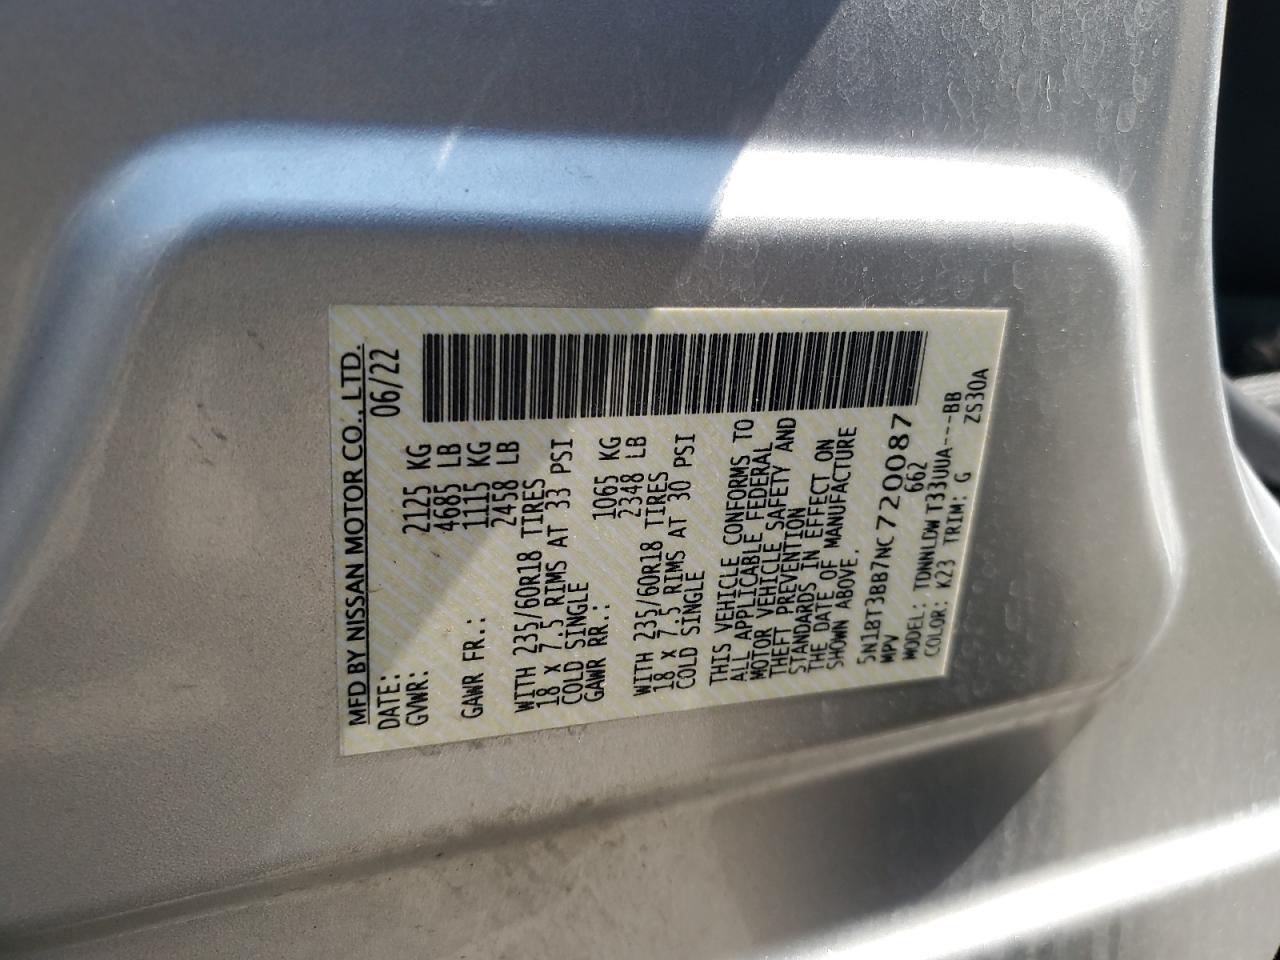 MFD BY NISSAN MOTOR CO., LTD.
DATE: 06/22
GVWR: 2125 KG
4685 LB
GAWR FR.: 1115 KG
2458 LB
WITH 235/60R18 TIRES
18 X 7.5 RIMS AT 33 PSI
COLD SINGLE
GAWR RR.: 1065 KG
2348 LB
WITH 235/60R18 TIRES
18 X 7.5 RIMS AT 30 PSI
COLD SINGLE
THIS VEHICLE CONFORMS TO
ALL APPLICABLE FEDERAL
MOTOR VEHICLE SAFETY AND
THEFT PREVENTION
STANDARDS IN EFFECT ON
THE DATE OF MANUFACTURE
SHOWN ABOVE.
5N1BT3BB7NC720087
MPV 662
MODEL: TDNNLDWT33UUA---BB
COLOR: K23 TRIM: G ZS30A